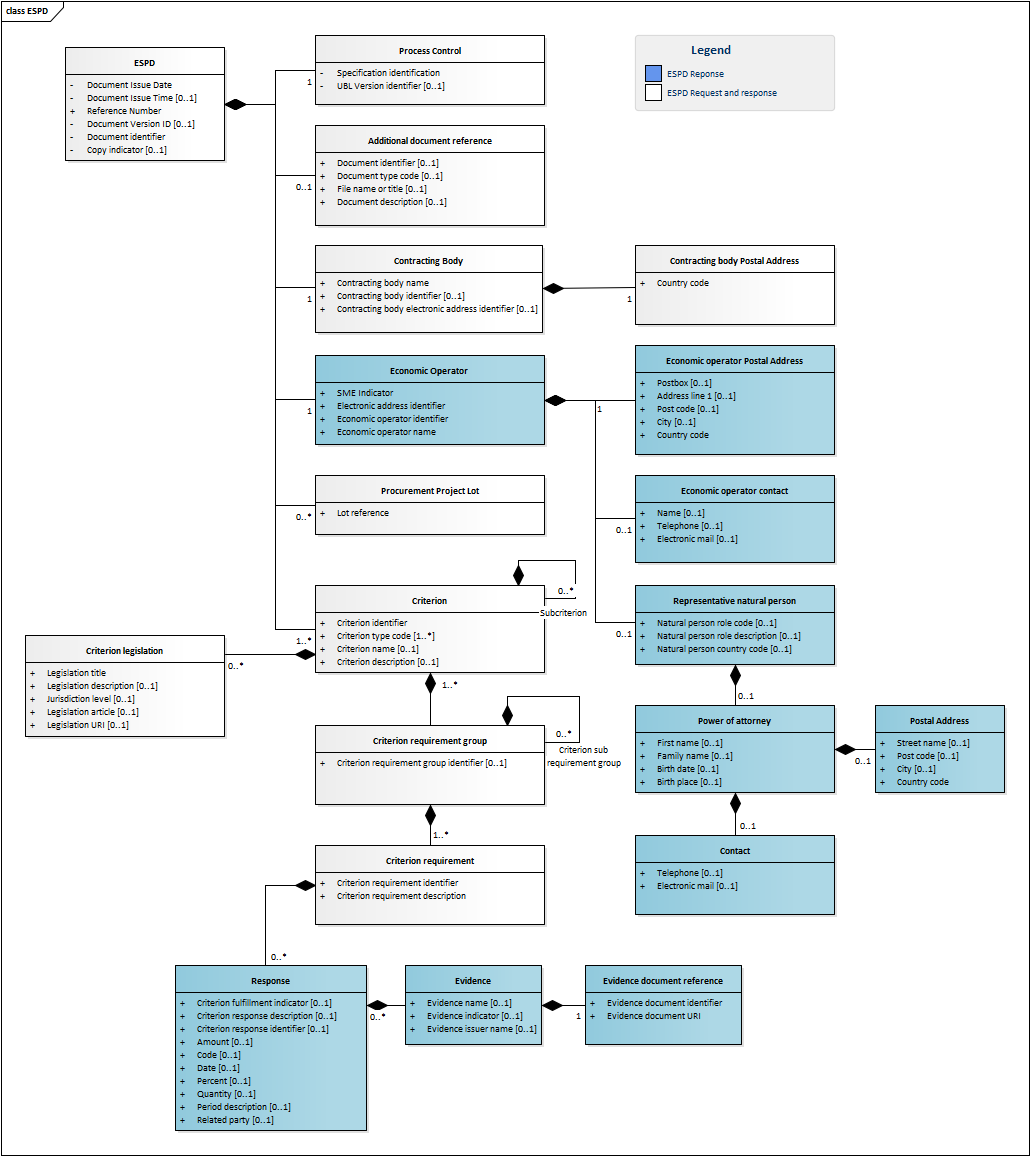 class ESPD
ESPD
- Document Issue Date
- Document Issue Time [0..1]
+ Reference Number
- Document Version ID [0..1]
- Document identifier
- Copy indicator [0..1]
Process Control
- Specification identification
- UBL Version identifier [0..1]
1
Legend
ESPD Reponse
ESPD Request and response
Additional document reference
+ Document identifier [0..1]
+ Document type code [0..1]
+ File name or title [0..1]
+ Document description [0..1]
0..1
Contracting Body
+ Contracting body name
+ Contracting body identifier [0..1]
+ Contracting body electronic address identifier [0..1]
1
Contracting body Postal Address
+ Country code
1
Economic Operator
+ SME Indicator
+ Electronic address identifier
+ Economic operator identifier
+ Economic operator name
1
Economic operator Postal Address
+ Postbox [0..1]
+ Address line 1 [0..1]
+ Post code [0..1]
+ City [0..1]
+ Country code
1
Procurement Project Lot
+ Lot reference
0..*
Economic operator contact
+ Name [0..1]
+ Telephone [0..1]
+ Electronic mail [0..1]
0..1
Criterion
+ Criterion identifier
+ Criterion type code [1..*]
+ Criterion name [0..1]
+ Criterion description [0..1]
1..*
0..*
Subcriterion
Representative natural person
+ Natural person role code [0..1]
+ Natural person role description [0..1]
+ Natural person country code [0..1]
0..1
Criterion legislation
+ Legislation title
+ Legislation description [0..1]
+ Jurisdiction level [0..1]
+ Legislation article [0..1]
+ Legislation URI [0..1]
0..*
1..*
0..1
Criterion requirement group
+ Criterion requirement group identifier [0..1]
0..*
Criterion sub
requirement group
Power of attorney
+ First name [0..1]
+ Family name [0..1]
+ Birth date [0..1]
+ Birth place [0..1]
0..1
Postal Address
+ Street name [0..1]
+ Post code [0..1]
+ City [0..1]
+ Country code
1..*
0..1
Criterion requirement
+ Criterion requirement identifier
+ Criterion requirement description
Contact
+ Telephone [0..1]
+ Electronic mail [0..1]
0..*
Response
+ Criterion fulfillment indicator [0..1]
+ Criterion response description [0..1]
+ Criterion response identifier [0..1]
+ Amount [0..1]
+ Code [0..1]
+ Date [0..1]
+ Percent [0..1]
+ Quantity [0..1]
+ Period description [0..1]
+ Related party [0..1]
0..*
Evidence
+ Evidence name [0..1]
+ Evidence indicator [0..1]
+ Evidence issuer name [0..1]
1
Evidence document reference
+ Evidence document identifier
+ Evidence document URI